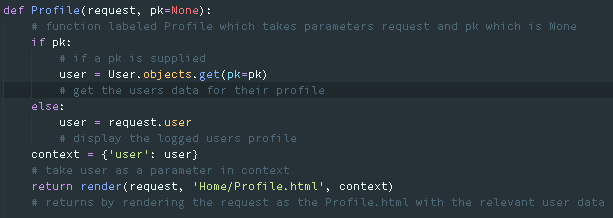 def Profile(request, pk=None):
    # function labeled Profile which takes parameters request and pk which is None
    if pk:
        # if a pk is supplied
        user = User.objects.get(pk=pk)
        # get the users data for their profile
    else:
        user = request.user
        # display the logged users profile
    context = {'user': user}
    # take user as a parameter in context
    return render(request, 'Home/Profile.html', context)
    # returns by rendering the request as the Profile.html with the relevant user data